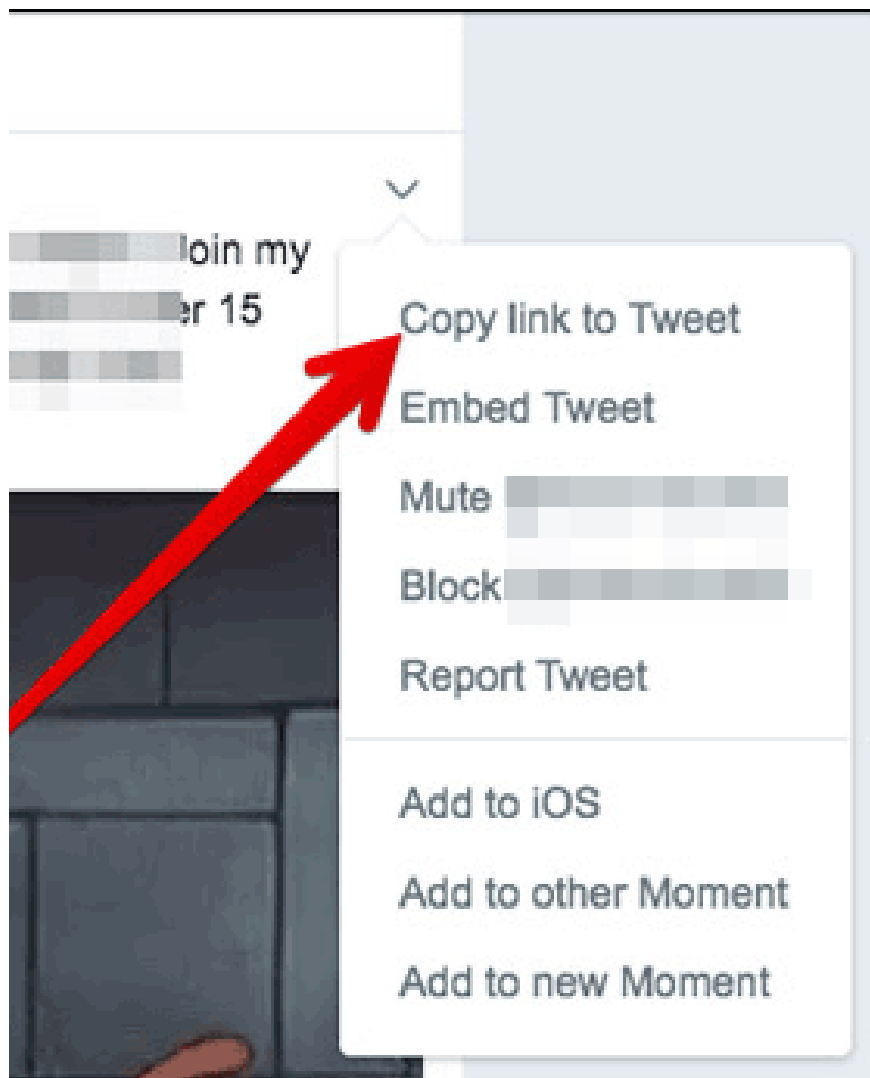 Join my
er 15
Copy link to Tweet
Embed Tweet
Mute
Block
Report Tweet
Add to iOS
Add to other Moment
Add to new Moment